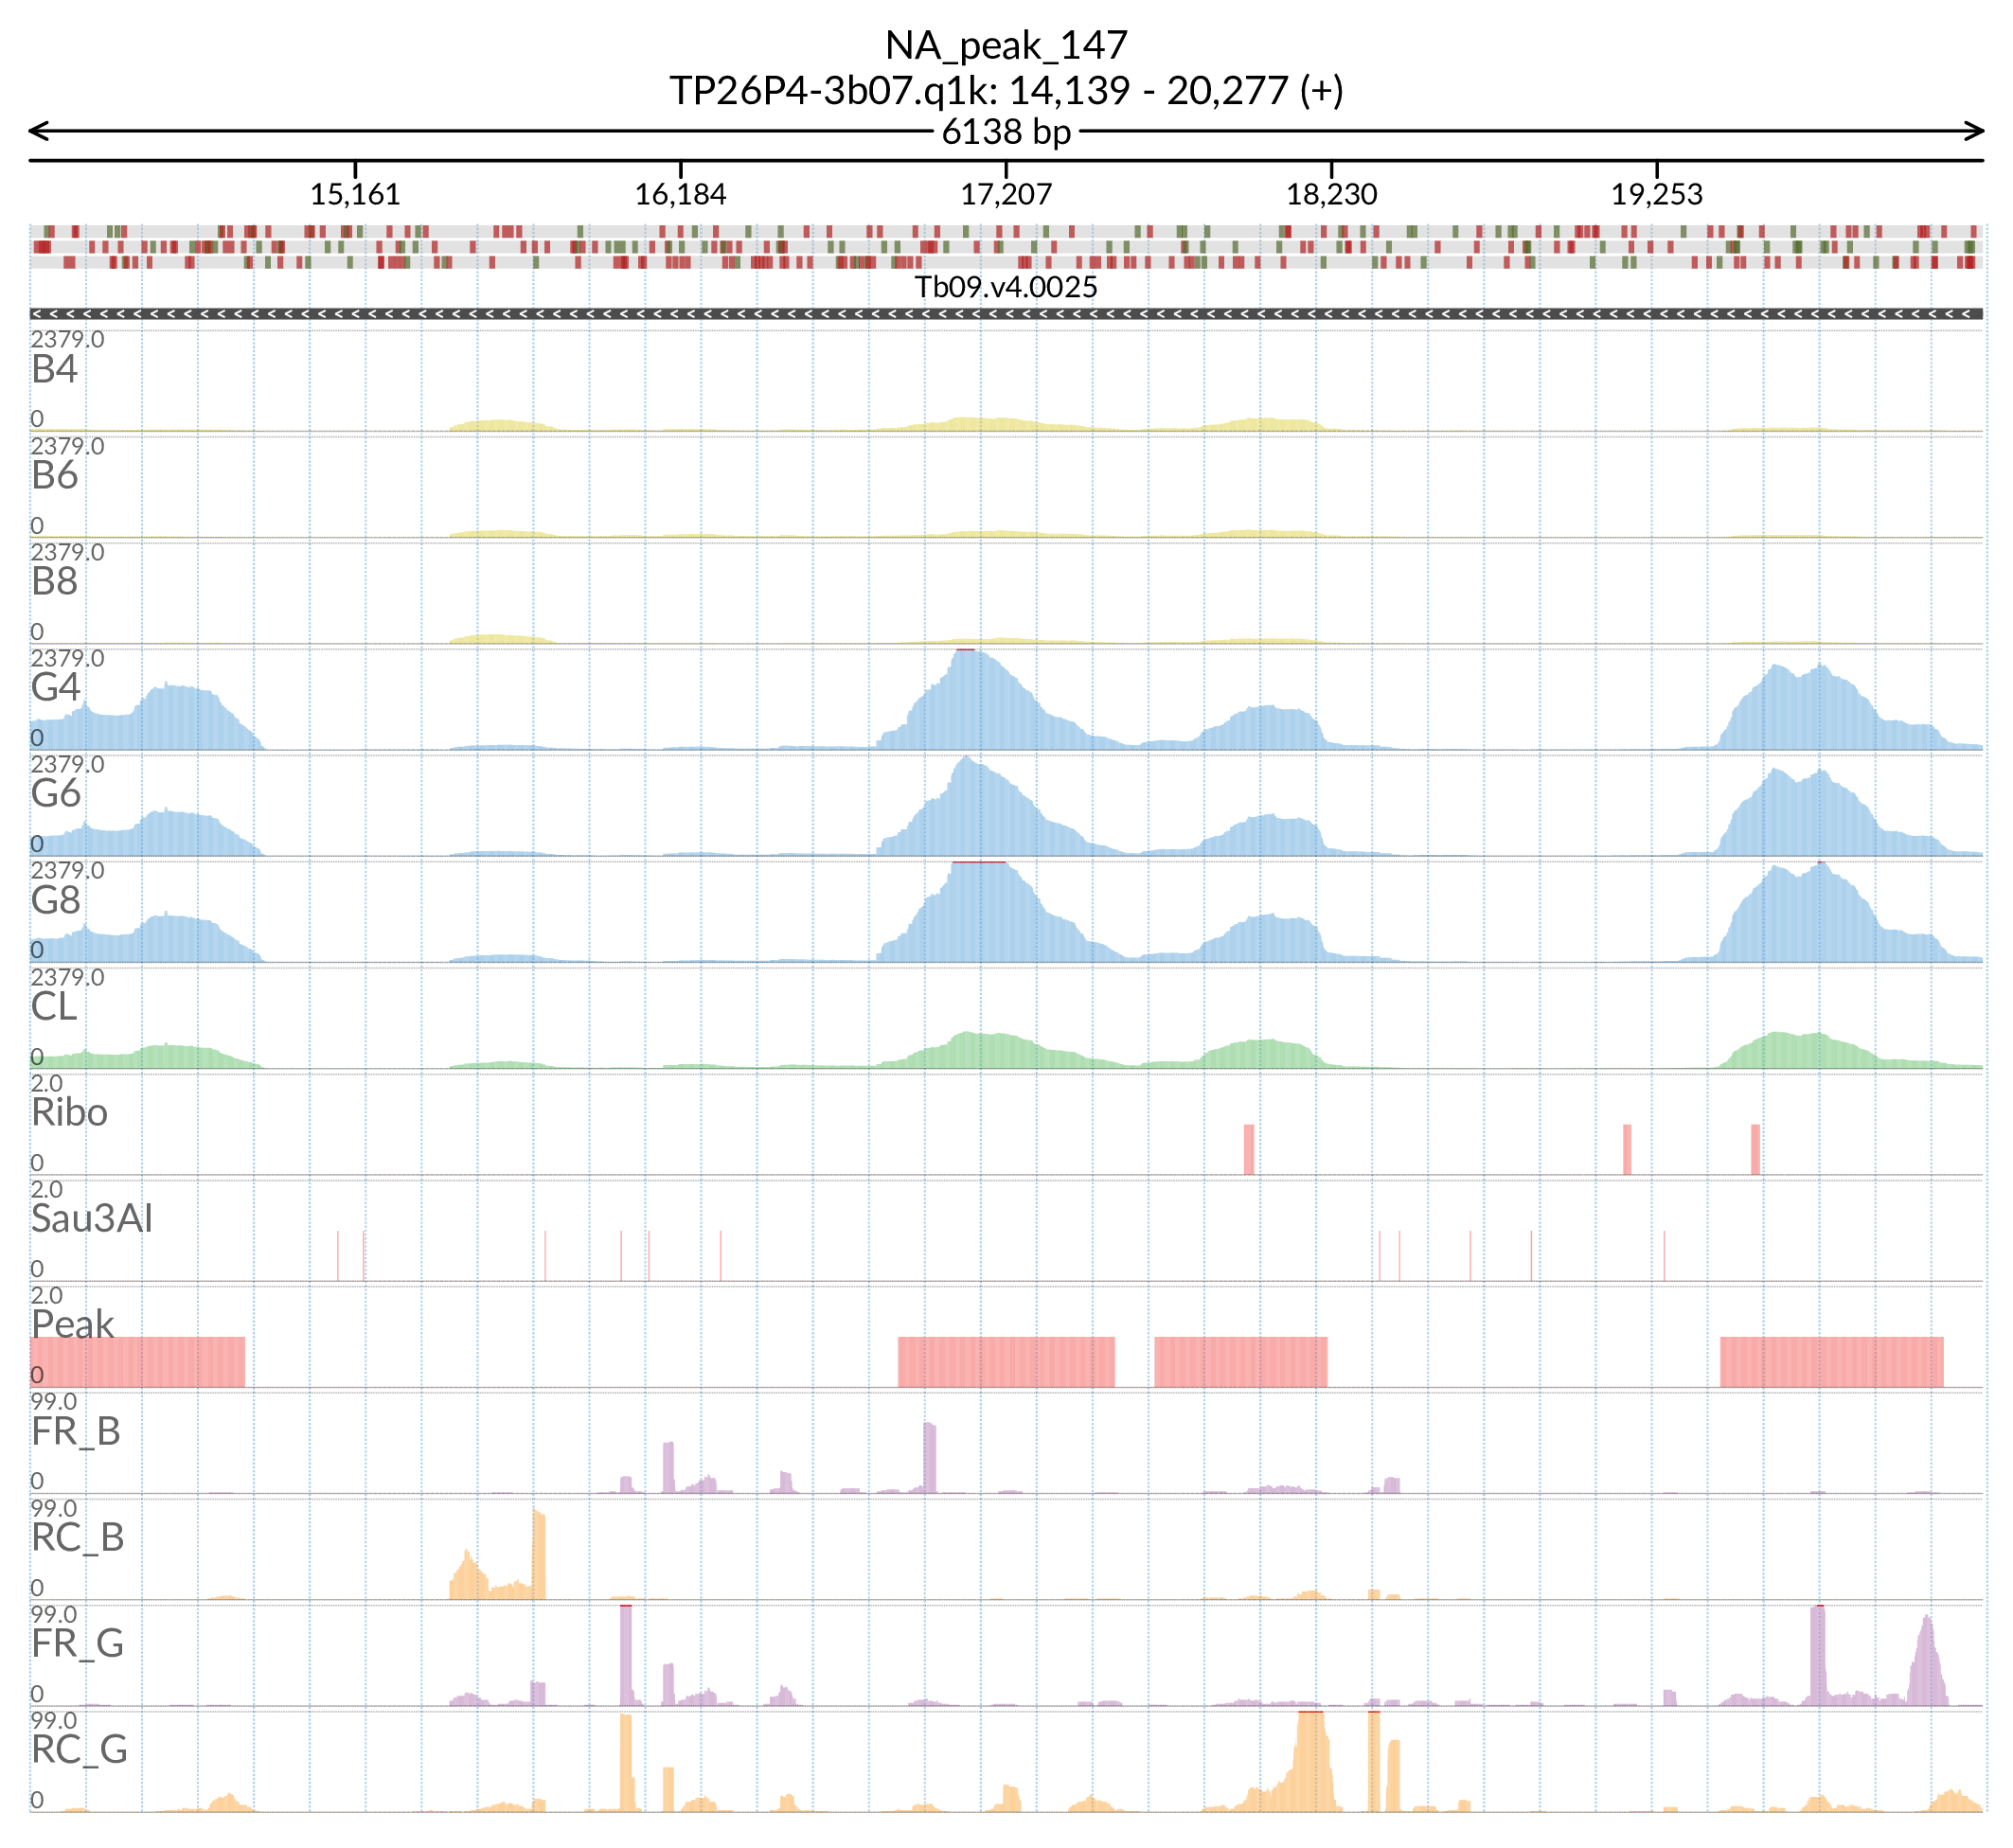 NA_peak_147
TP26P4-3b07.q1k: 14,139 - 20,277 (+)
6138 bp
15,161 16,184 17,207 18,230 19,253
Tb09.v4.0025
2379.0
B4
0
2379.0
B6
0
2379.0
B8
0
2379.0
G4
0
2379.0
G6
0
2379.0
G8
0
2379.0
CL
0
2.0
Ribo
0
2.0
Sau3AI
0
2.0
Peak
0
99.0
FR_B
0
99.0
RC_B
0
99.0
FR_G
0
99.0
RC_G
0